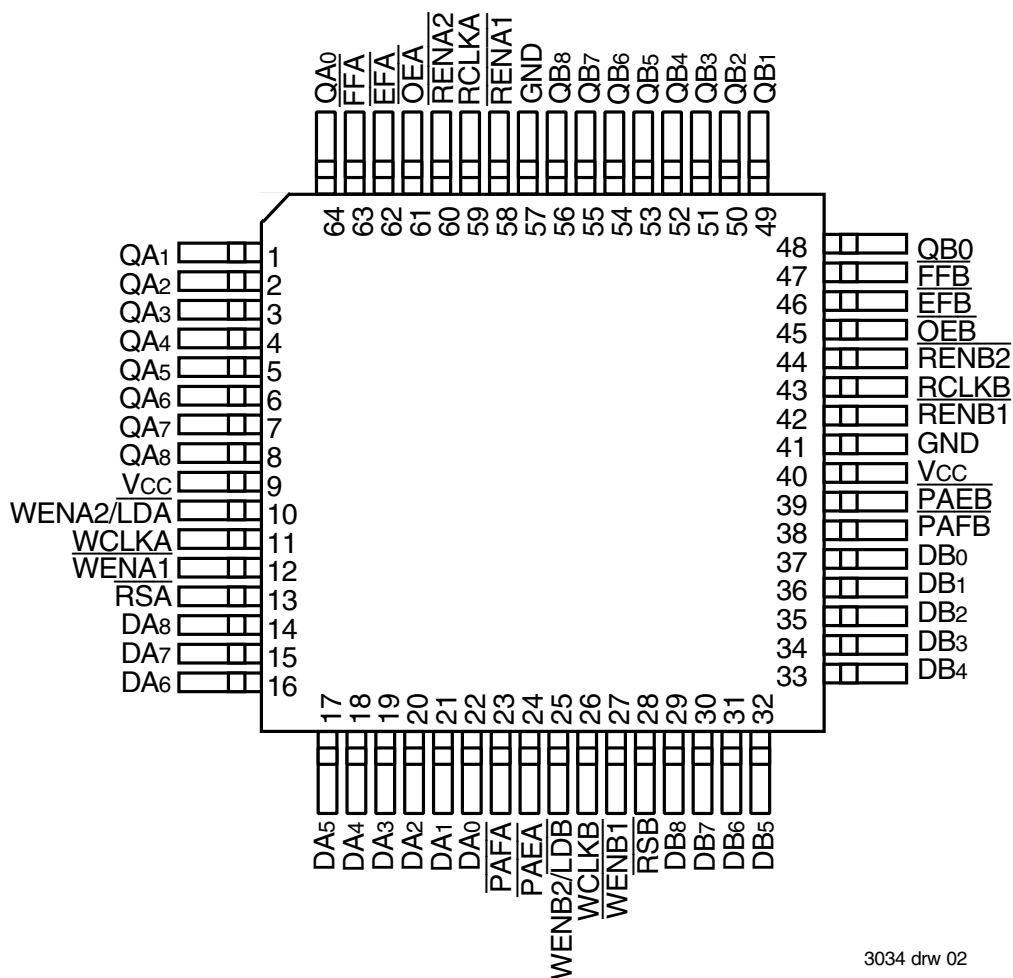 QA0
FFA
EFA
OEA
RENA2
RCLKA
RENA1
GND
QB8
QB7
QB6
QB5
QB4
QB3
QB2
QB1
64
63
62
61
60
59
58
57
56
55
54
53
52
51
50
49
QA1 1
QA2 2
QA3 3
QA4 4
QA5 5
QA6 6
QA7 7
QA8 8
VCC 9
WENA2/LDA 10
WCLKA 11
WENA1 12
RSA 13
DA8 14
DA7 15
DA6 16
48 QB0
47 FFB
46 EFB
45 OEB
44 RENB2
43 RCLKB
42 RENB1
41 GND
40 VCC
39 PAEB
38 PAFB
37 DB0
36 DB1
35 DB2
34 DB3
33 DB4
17
18
19
20
21
22
23
24
25
26
27
28
29
30
31
32
DA5
DA4
DA3
DA2
DA1
DA0
PAFA
PAEA
WENB2/LDB
WCLKB
WENB1
RSB
DB8
DB7
DB6
DB5
3034 drw 02